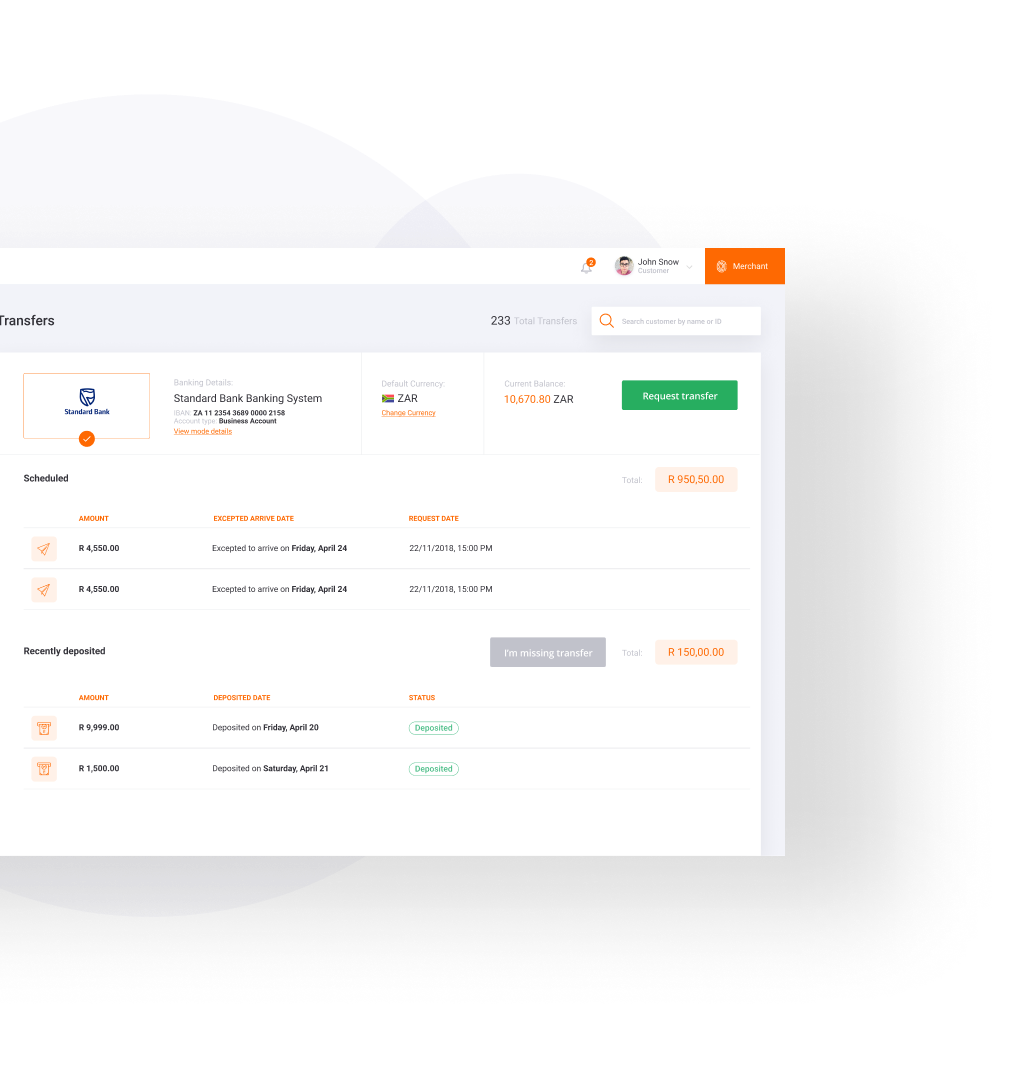 2
John Snow
Customer
Merchant
Transfers
233 Total Transfers
Search customer by name or ID
Standard Bank
Banking Details:
Standard Bank Banking System
IBAN: ZA 11 2354 3689 0000 2158
Account type: Business Account
View mode details
Default Currency:
ZAR
Change Currency
Current Balance:
10,670.80 ZAR
Request transfer
Scheduled
Total:
R 950,50.00
AMOUNT EXCEPTED ARRIVE DATE REQUEST DATE
R 4,550.00 Excepted to arrive on Friday, April 24 22/11/2018, 15:00 PM
R 4,550.00 Excepted to arrive on Friday, April 24 22/11/2018, 15:00 PM
Recently deposited
I'm missing transfer
Total:
R 150,00.00
AMOUNT DEPOSITED DATE STATUS
R 9,999.00 Deposited on Friday, April 20 Deposited
R 1,500.00 Deposited on Saturday, April 21 Deposited